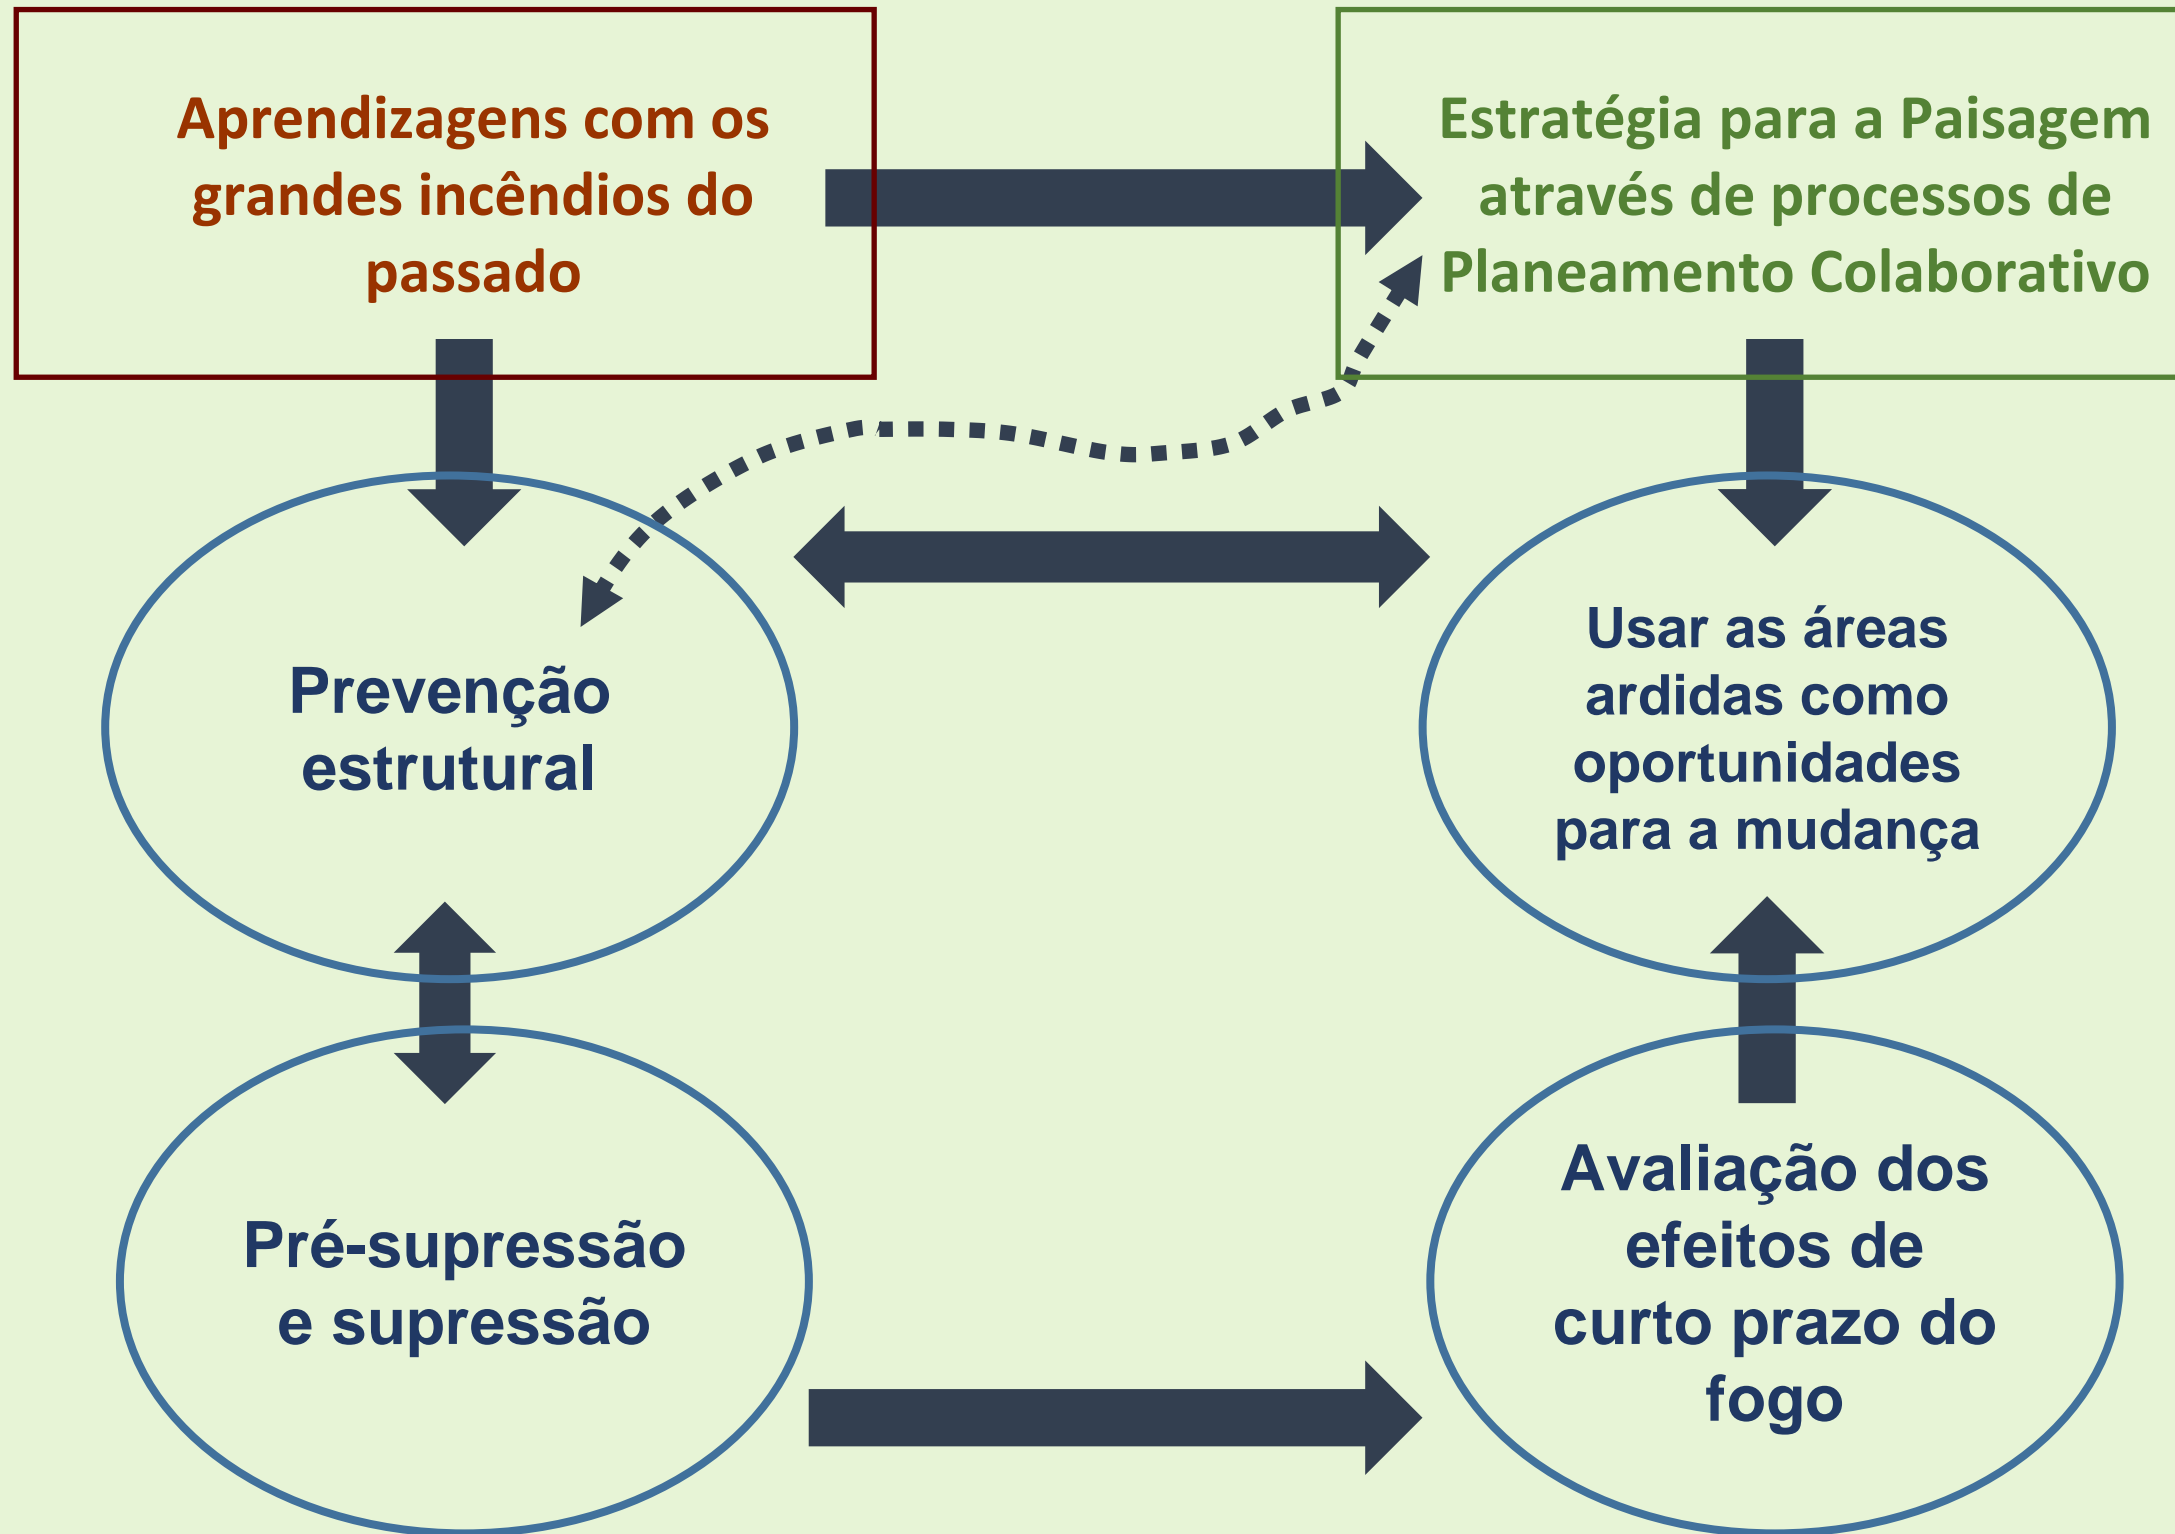 Aprendizagens com os
grandes incêndios do
passado
Estratégia para a Paisagem
através de processos de
Planeamento Colaborativo
Prevenção
estrutural
Usar as áreas
ardidas como
oportunidades
para a mudança
Pré-supressão
e supressão
Avaliação dos
efeitos de
curto prazo do
fogo